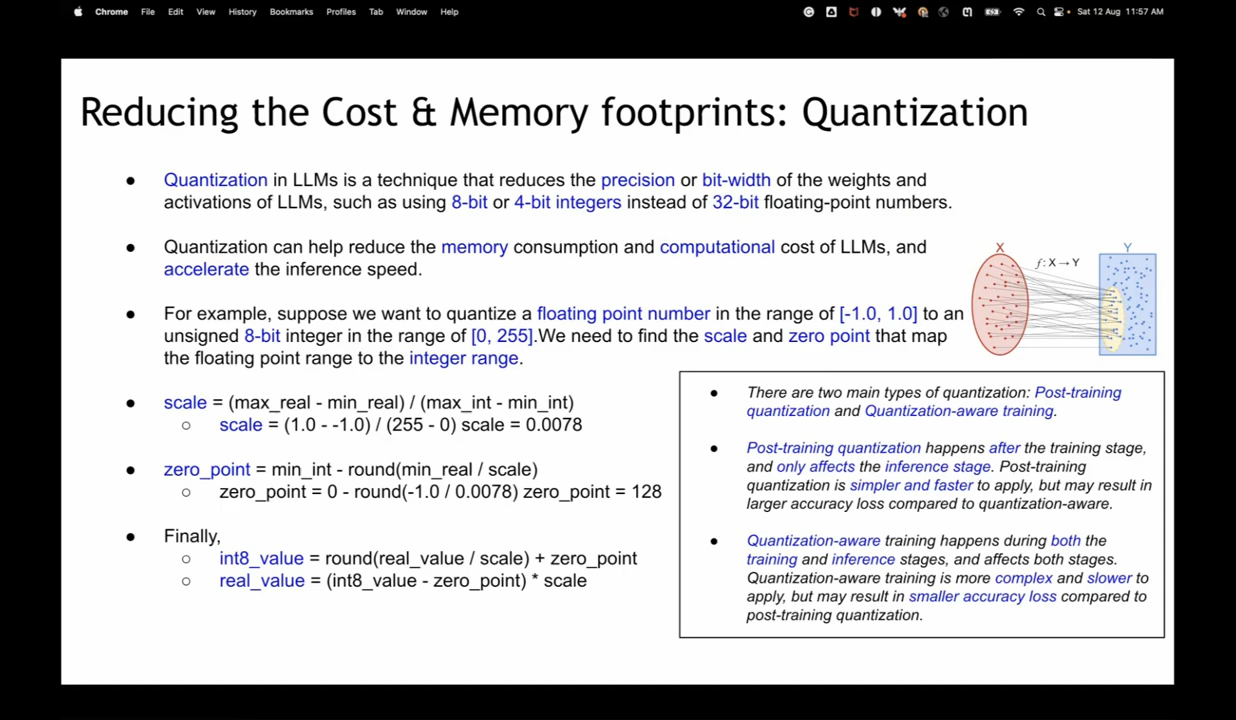 Chrome File Edit View History Bookmarks Profiles Tab Window Help Sat 12 Aug 11:57 AM
Reducing the Cost & Memory footprints: Quantization
● Quantization in LLMs is a technique that reduces the precision or bit-width of the weights and
activations of LLMs, such as using 8-bit or 4-bit integers instead of 32-bit floating-point numbers.
● Quantization can help reduce the memory consumption and computational cost of LLMs, and
accelerate the inference speed.
● For example, suppose we want to quantize a floating point number in the range of [-1.0, 1.0] to an
unsigned 8-bit integer in the range of [0, 255].We need to find the scale and zero point that map
the floating point range to the integer range.
● scale = (max_real - min_real) / (max_int - min_int)
○ scale = (1.0 - -1.0) / (255 - 0) scale = 0.0078
● zero_point = min_int - round(min_real / scale)
○ zero_point = 0 - round(-1.0 / 0.0078) zero_point = 128
● Finally,
○ int8_value = round(real_value / scale) + zero_point
○ real_value = (int8_value - zero_point) * scale
X Y
f: X→Y
● There are two main types of quantization: Post-training
quantization and Quantization-aware training.
● Post-training quantization happens after the training stage,
and only affects the inference stage. Post-training
quantization is simpler and faster to apply, but may result in
larger accuracy loss compared to quantization-aware.
● Quantization-aware training happens during both the
training and inference stages, and affects both stages.
Quantization-aware training is more complex and slower to
apply, but may result in smaller accuracy loss compared to
post-training quantization.